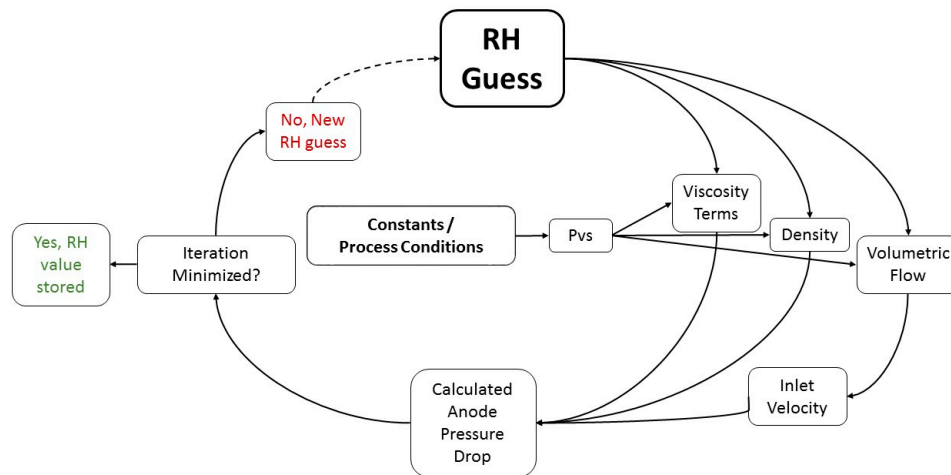 RH
Guess
No, New
RH guess
Viscosity
Terms
Constants /
Process Conditions
Pvs
Density
Volumetric
Flow
Yes, RH
value
stored
Iteration
Minimized?
Calculated
Anode
Pressure
Drop
Inlet
Velocity